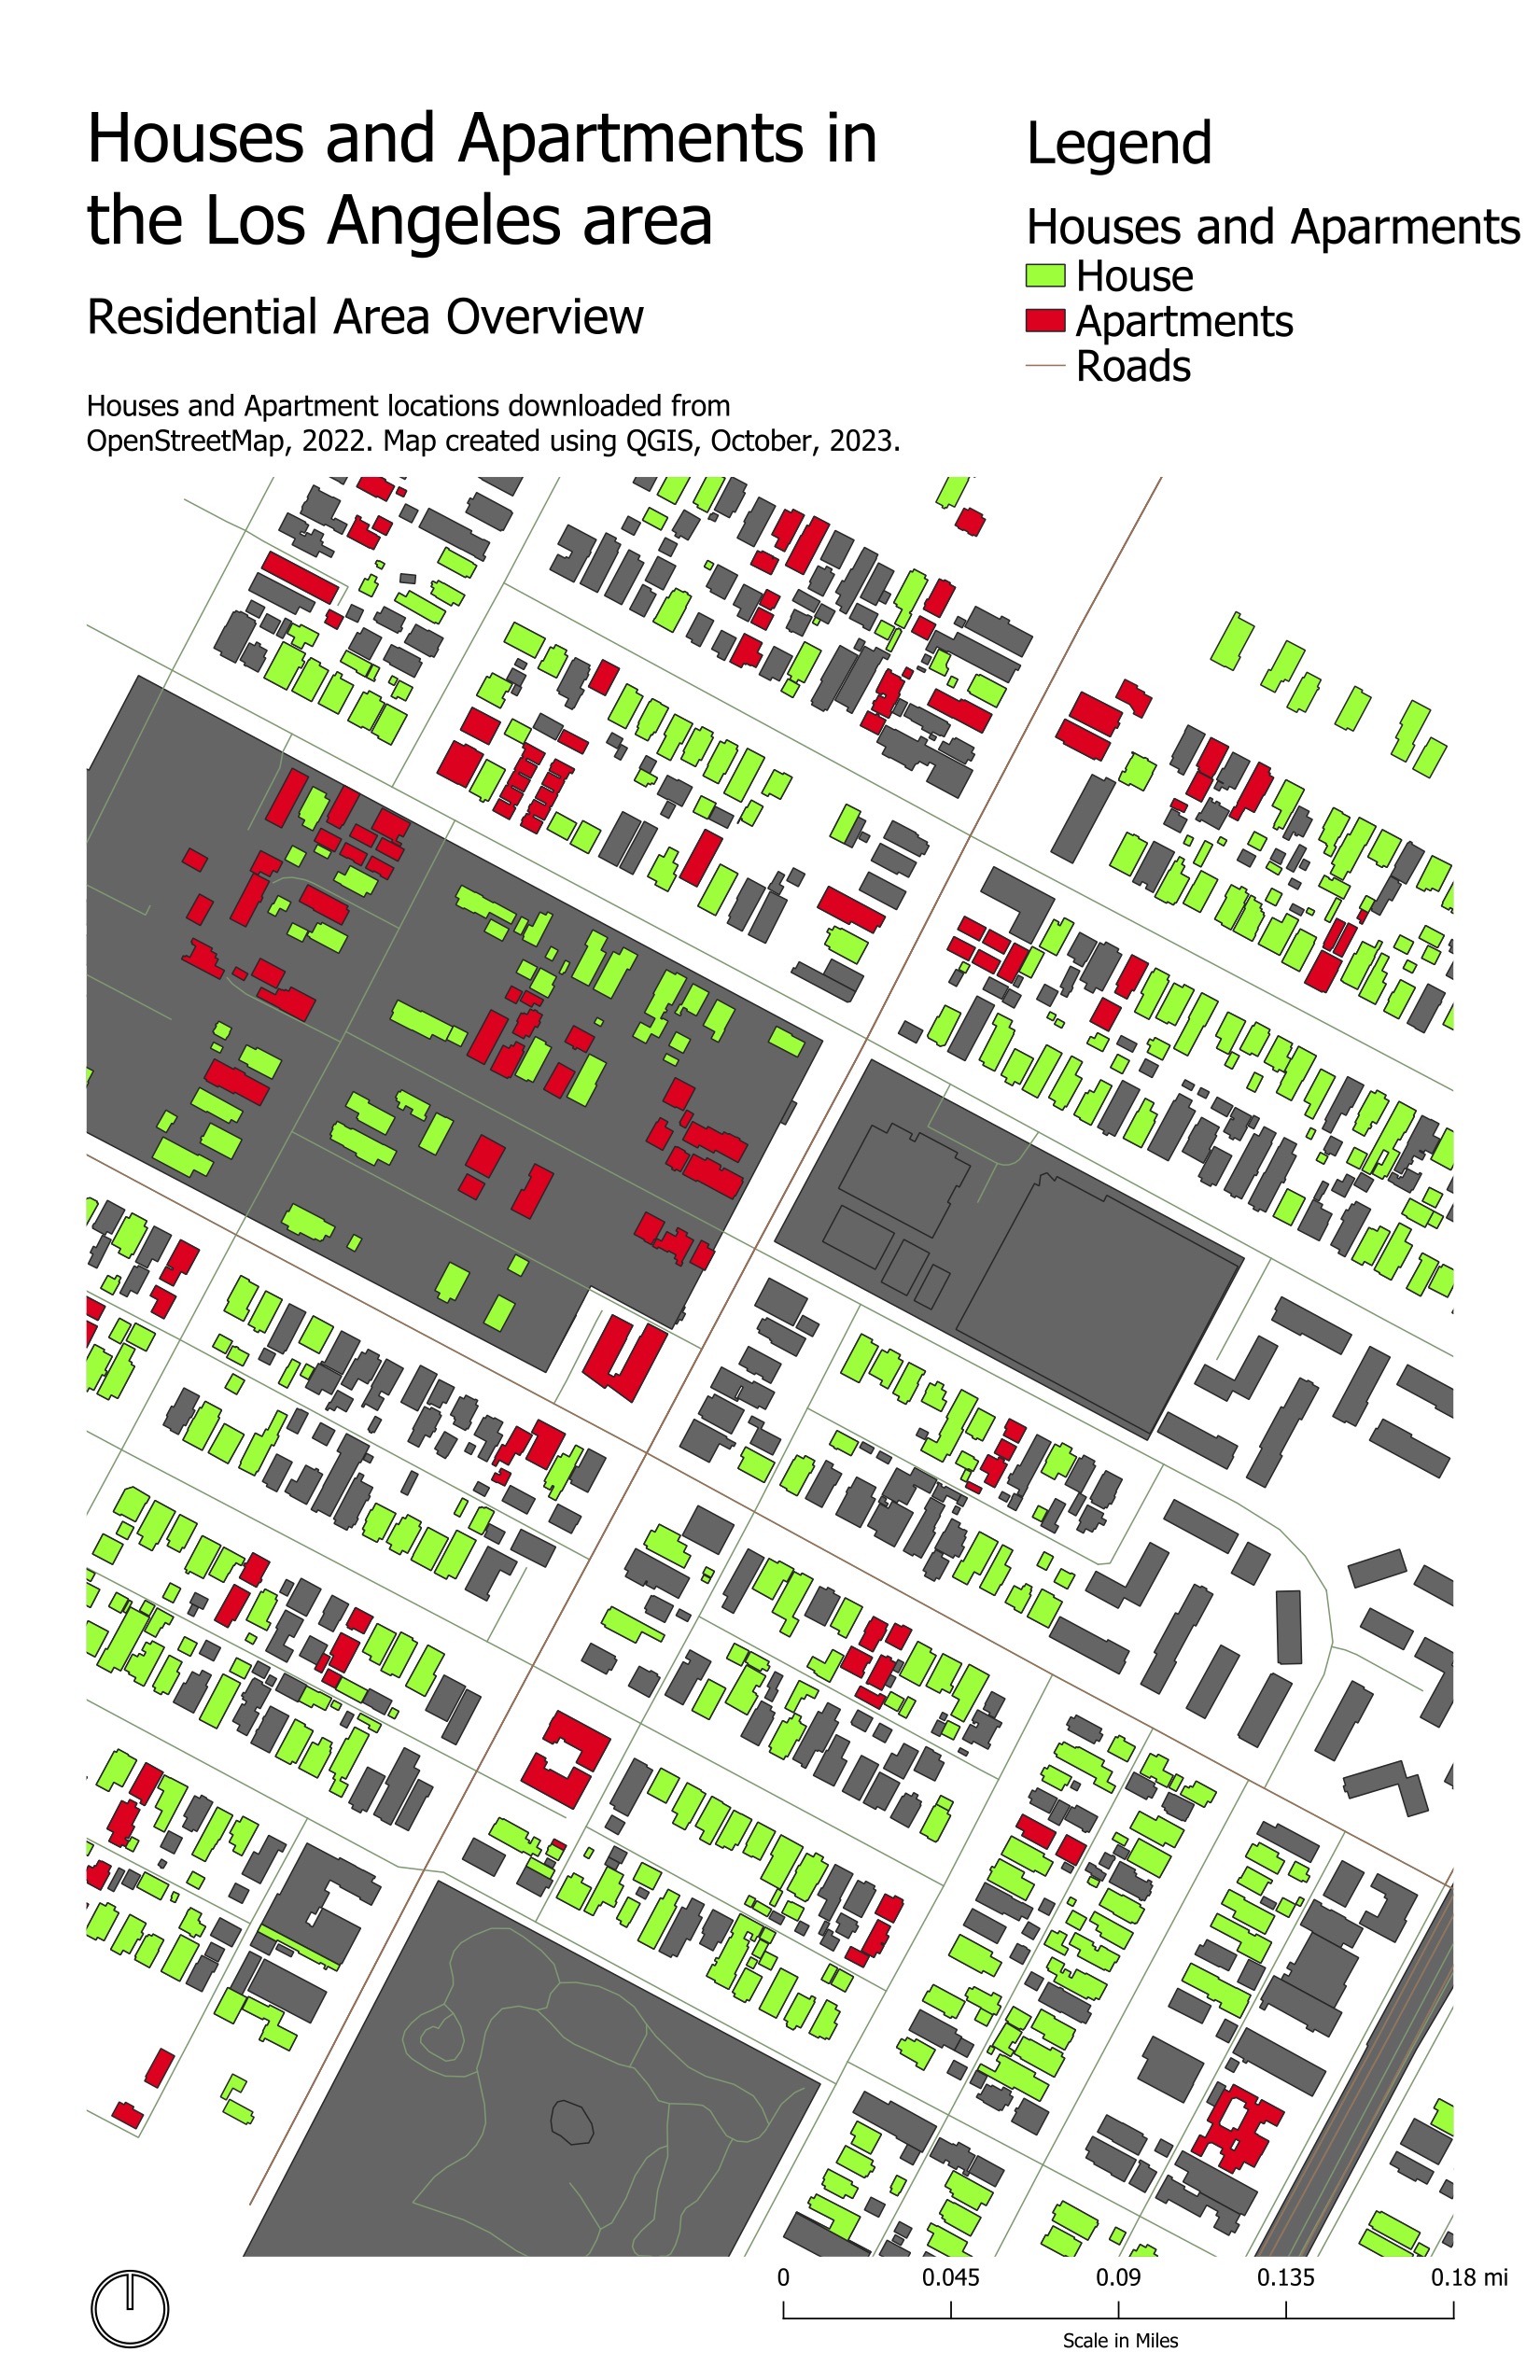 Houses and Apartments in
the Los Angeles area
Residential Area Overview
Houses and Apartment locations downloaded from
OpenStreetMap, 2022. Map created using QGIS, October, 2023.
Legend
Houses and Aparments
House
Apartments
Roads
0 0.045 0.09 0.135 0.18 mi
Scale in Miles